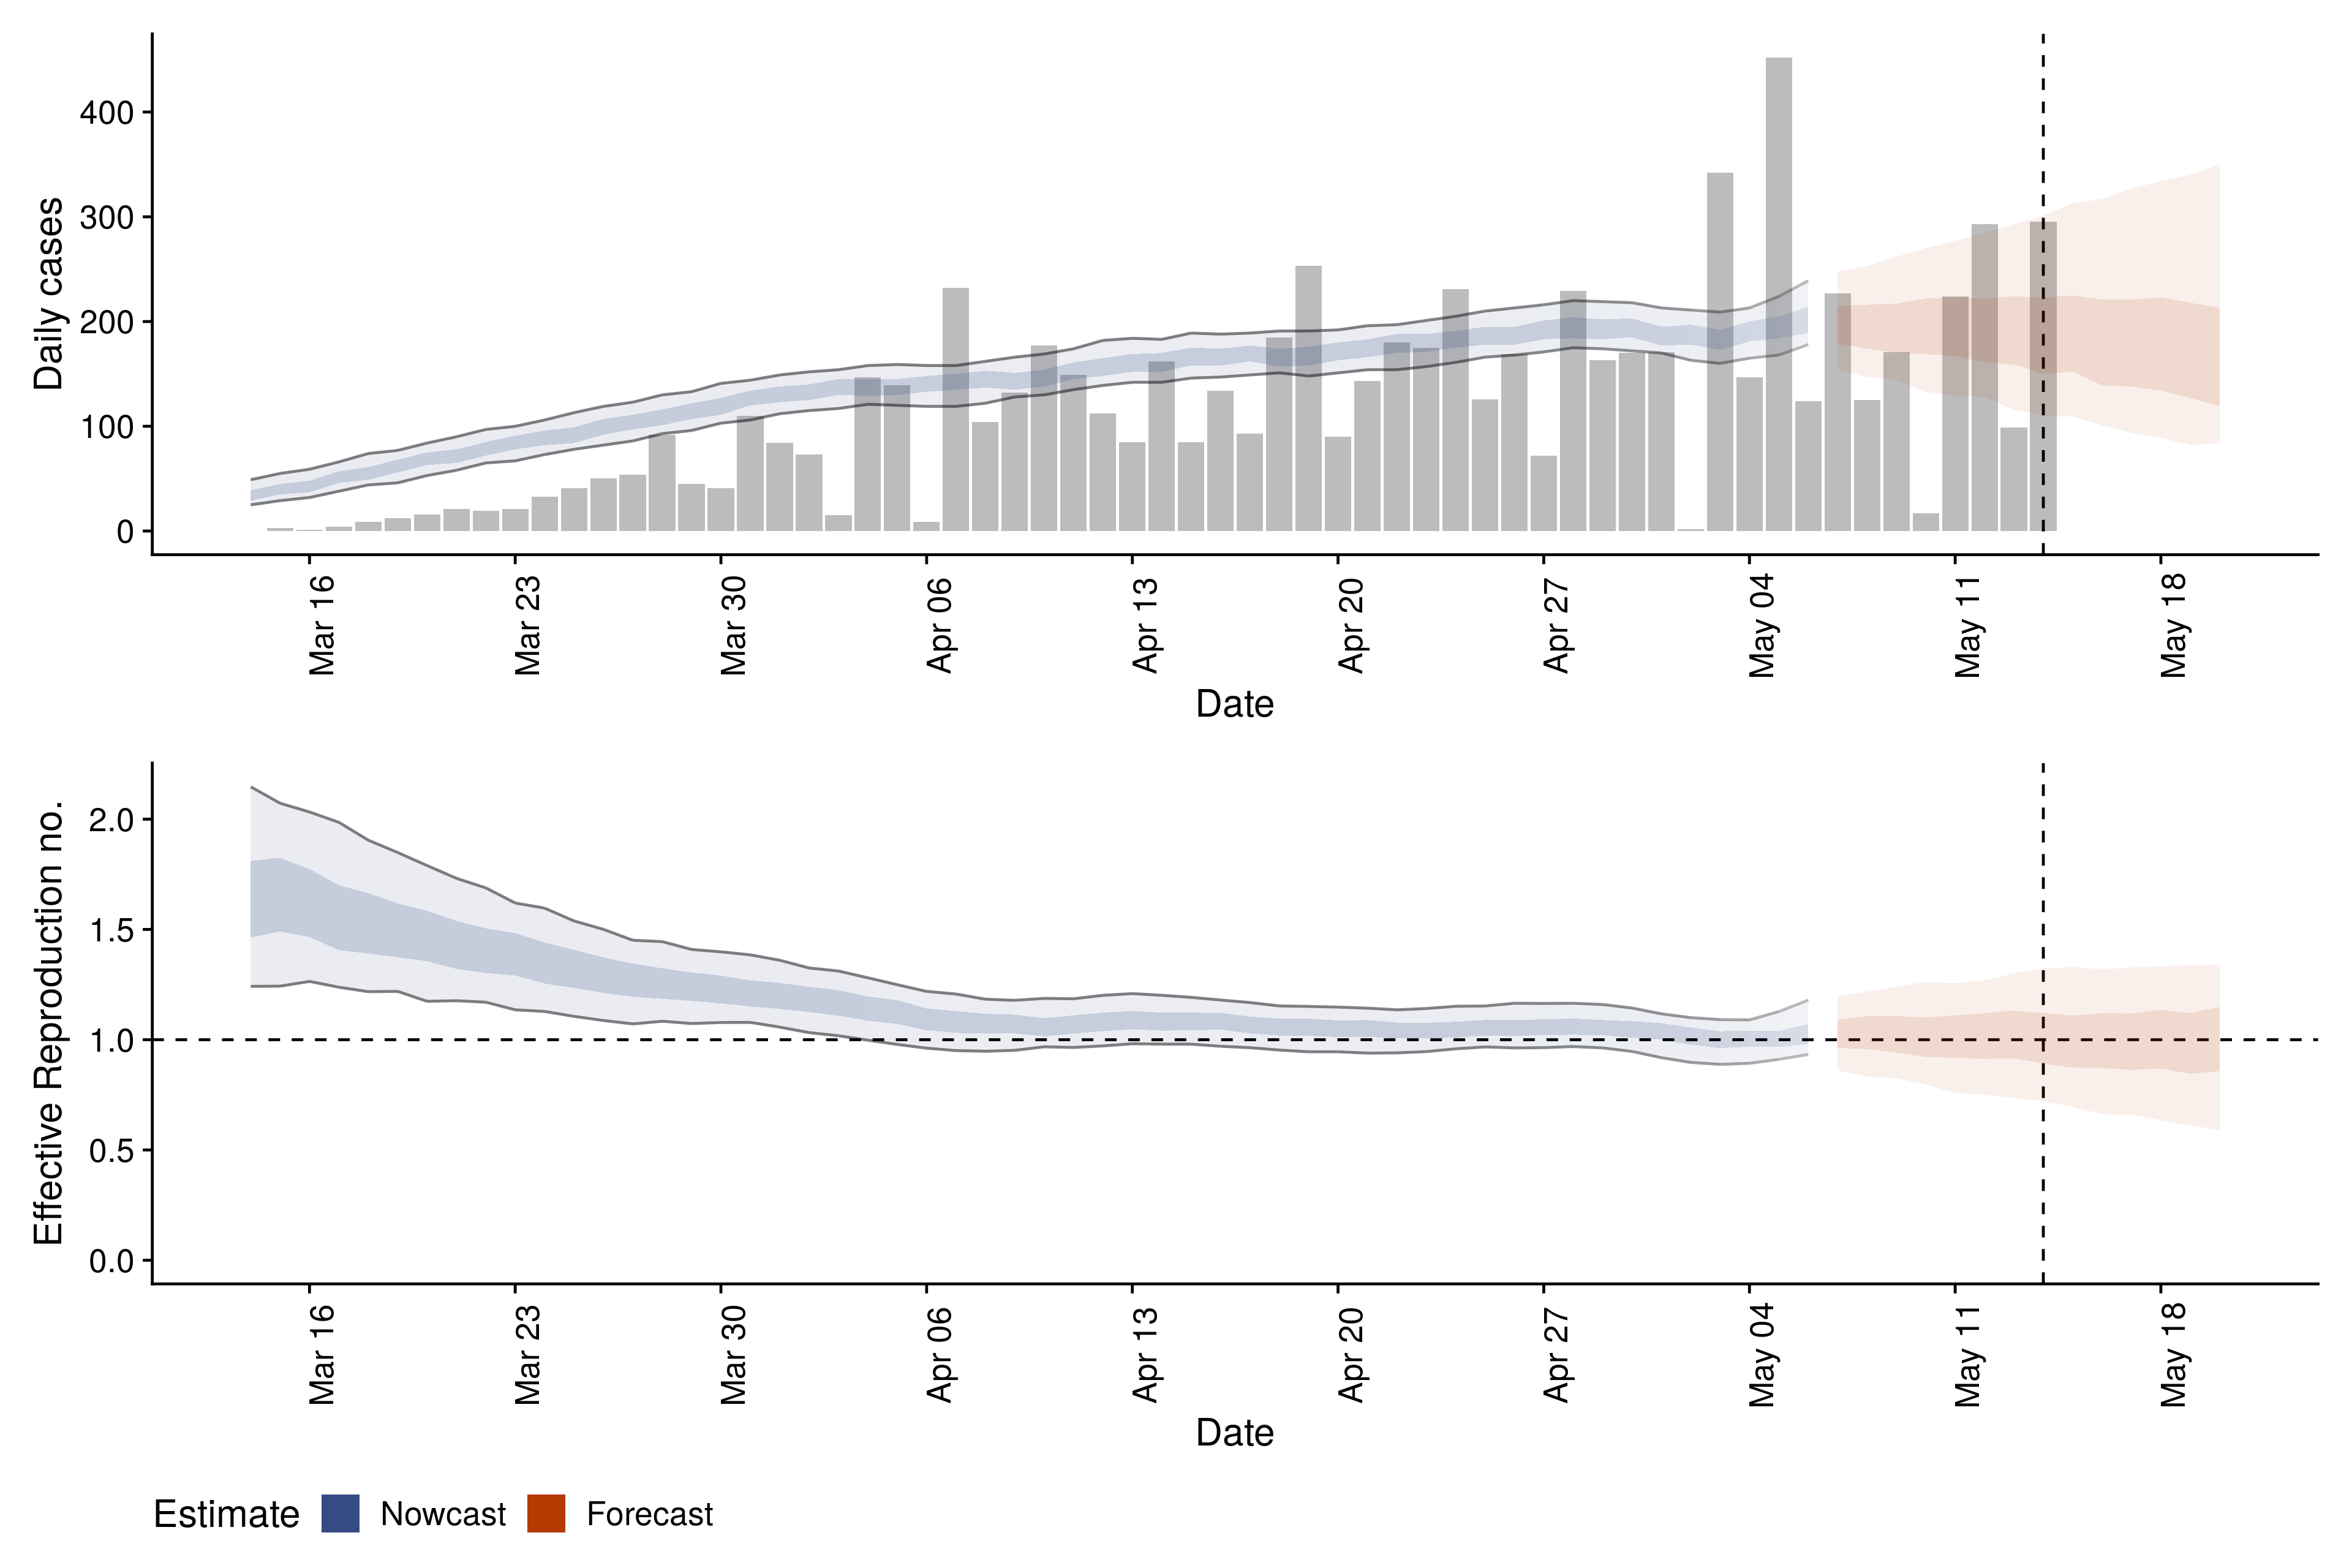 Daily cases
400
300
200
100
0
Mar 16
Mar 23
Mar 30
Apr 06
Apr 13
Apr 20
Apr 27
May 04
May 11
May 18
Date
Effective Reproduction no.
2.0
1.5
1.0
0.5
0.0
Mar 16
Mar 23
Mar 30
Apr 06
Apr 13
Apr 20
Apr 27
May 04
May 11
May 18
Date
Estimate Nowcast Forecast